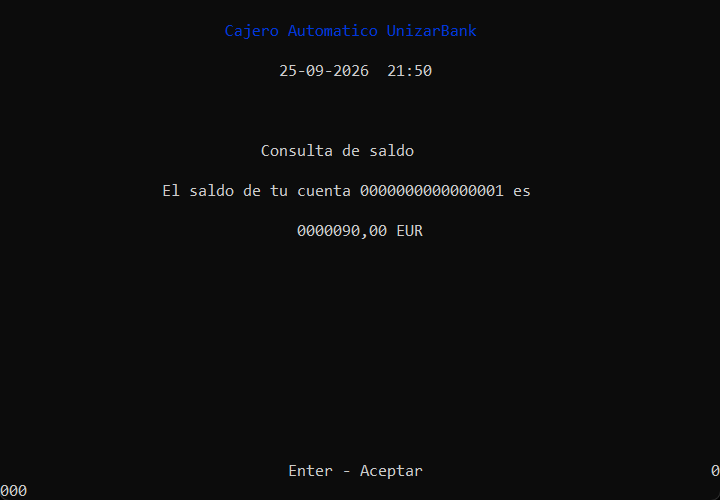 Cajero Automatico UnizarBank
25-09-2026  21:50
Consulta de saldo
El saldo de tu cuenta 0000000000000001 es
0000090,00 EUR
Enter - Aceptar 0
000